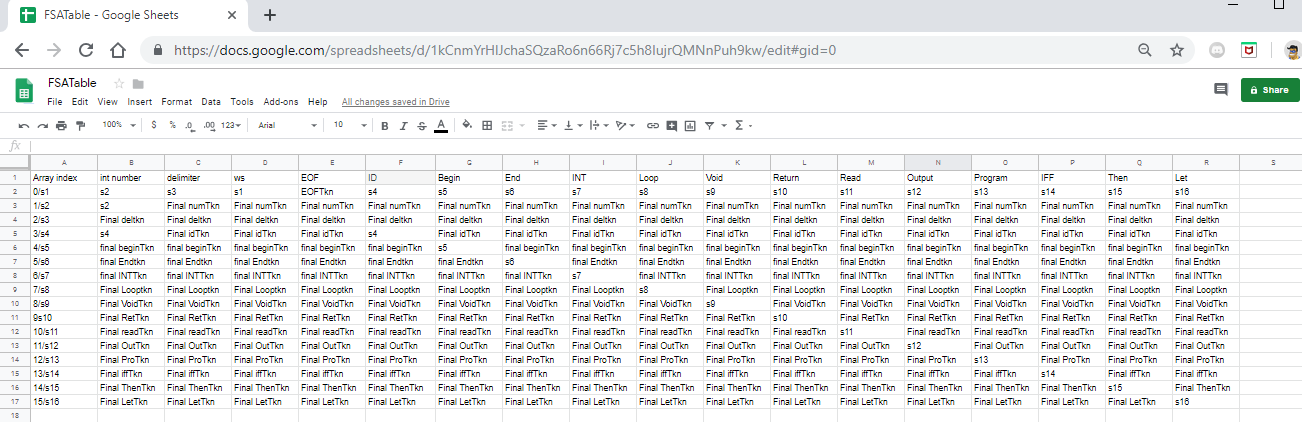 FSATable - Google Sheets
https://docs.google.com/spreadsheets/d/1kCnmYrHIJchaSQzaRo6n66Rj7c5h8IujrQMNnPuh9kw/edit#gid=0
FSATable
Share
File Edit View Insert Format Data Tools Add-ons Help All changes saved in Drive
100% $ % .0 .00 123 Arial 10 B I S A
fx
A B C D E F G H I J K L M N O P Q R S
1 Array index int number delimiter ws EOF ID Begin End INT Loop Void Return Read Output Program IFF Then Let
2 0/s1 s2 s3 s1 EOFTkn s4 s5 s6 s7 s8 s9 s10 s11 s12 s13 s14 s15 s16
3 1/s2 s2 Final numTkn Final numTkn Final numTkn Final numTkn Final numTkn Final numTkn Final numTkn Final numTkn Final numTkn Final numTkn Final numTkn Final numTkn Final numTkn Final numTkn Final numTkn Final numTkn
4 2/s3 Final deltkn Final deltkn Final deltkn Final deltkn Final deltkn Final deltkn Final deltkn Final deltkn Final deltkn Final deltkn Final deltkn Final deltkn Final deltkn Final deltkn Final deltkn Final deltkn Final deltkn
5 3/s4 s4 Final idTkn Final idTkn Final idTkn s4 Final idTkn Final idTkn Final idTkn Final idTkn Final idTkn Final idTkn Final idTkn Final idTkn Final idTkn Final idTkn Final idTkn Final idTkn
6 4/s5 final beginTkn final beginTkn final beginTkn final beginTkn final beginTkn s5 final beginTkn final beginTkn final beginTkn final beginTkn final beginTkn final beginTkn final beginTkn final beginTkn final beginTkn final beginTkn final beginTkn
7 5/s6 final Endtkn final Endtkn final Endtkn final Endtkn final Endtkn final Endtkn s6 final Endtkn final Endtkn final Endtkn final Endtkn final Endtkn final Endtkn final Endtkn final Endtkn final Endtkn final Endtkn
8 6/s7 final INTTkn final INTTkn final INTTkn final INTTkn final INTTkn final INTTkn final INTTkn s7 final INTTkn final INTTkn final INTTkn final INTTkn final INTTkn final INTTkn final INTTkn final INTTkn final INTTkn
9 7/s8 Final Looptkn Final Looptkn Final Looptkn Final Looptkn Final Looptkn Final Looptkn Final Looptkn Final Looptkn s8 Final Looptkn Final Looptkn Final Looptkn Final Looptkn Final Looptkn Final Looptkn Final Looptkn Final Looptkn
10 8/s9 Final VoidTkn Final VoidTkn Final VoidTkn Final VoidTkn Final VoidTkn Final VoidTkn Final VoidTkn Final VoidTkn Final VoidTkn s9 Final VoidTkn Final VoidTkn Final VoidTkn Final VoidTkn Final VoidTkn Final VoidTkn Final VoidTkn
11 9s10 Final RetTkn Final RetTkn Final RetTkn Final RetTkn Final RetTkn Final RetTkn Final RetTkn Final RetTkn Final RetTkn Final RetTkn s10 Final RetTkn Final RetTkn Final RetTkn Final RetTkn Final RetTkn Final RetTkn
12 10/s11 Final readTkn Final readTkn Final readTkn Final readTkn Final readTkn Final readTkn Final readTkn Final readTkn Final readTkn Final readTkn Final readTkn s11 Final readTkn Final readTkn Final readTkn Final readTkn Final readTkn
13 11/s12 Final OutTkn Final OutTkn Final OutTkn Final OutTkn Final OutTkn Final OutTkn Final OutTkn Final OutTkn Final OutTkn Final OutTkn Final OutTkn Final OutTkn s12 Final OutTkn Final OutTkn Final OutTkn Final OutTkn
14 12/s13 Final ProTkn Final ProTkn Final ProTkn Final ProTkn Final ProTkn Final ProTkn Final ProTkn Final ProTkn Final ProTkn Final ProTkn Final ProTkn Final ProTkn Final ProTkn s13 Final ProTkn Final ProTkn Final ProTkn
15 13/s14 Final iffTkn Final iffTkn Final iffTkn Final iffTkn Final iffTkn Final iffTkn Final iffTkn Final iffTkn Final iffTkn Final iffTkn Final iffTkn Final iffTkn Final iffTkn Final iffTkn s14 Final iffTkn Final iffTkn
16 14/s15 Final ThenTkn Final ThenTkn Final ThenTkn Final ThenTkn Final ThenTkn Final ThenTkn Final ThenTkn Final ThenTkn Final ThenTkn Final ThenTkn Final ThenTkn Final ThenTkn Final ThenTkn Final ThenTkn Final ThenTkn s15 Final ThenTkn
17 15/s16 Final LetTkn Final LetTkn Final LetTkn Final LetTkn Final LetTkn Final LetTkn Final LetTkn Final LetTkn Final LetTkn Final LetTkn Final LetTkn Final LetTkn Final LetTkn Final LetTkn Final LetTkn Final LetTkn s16
18